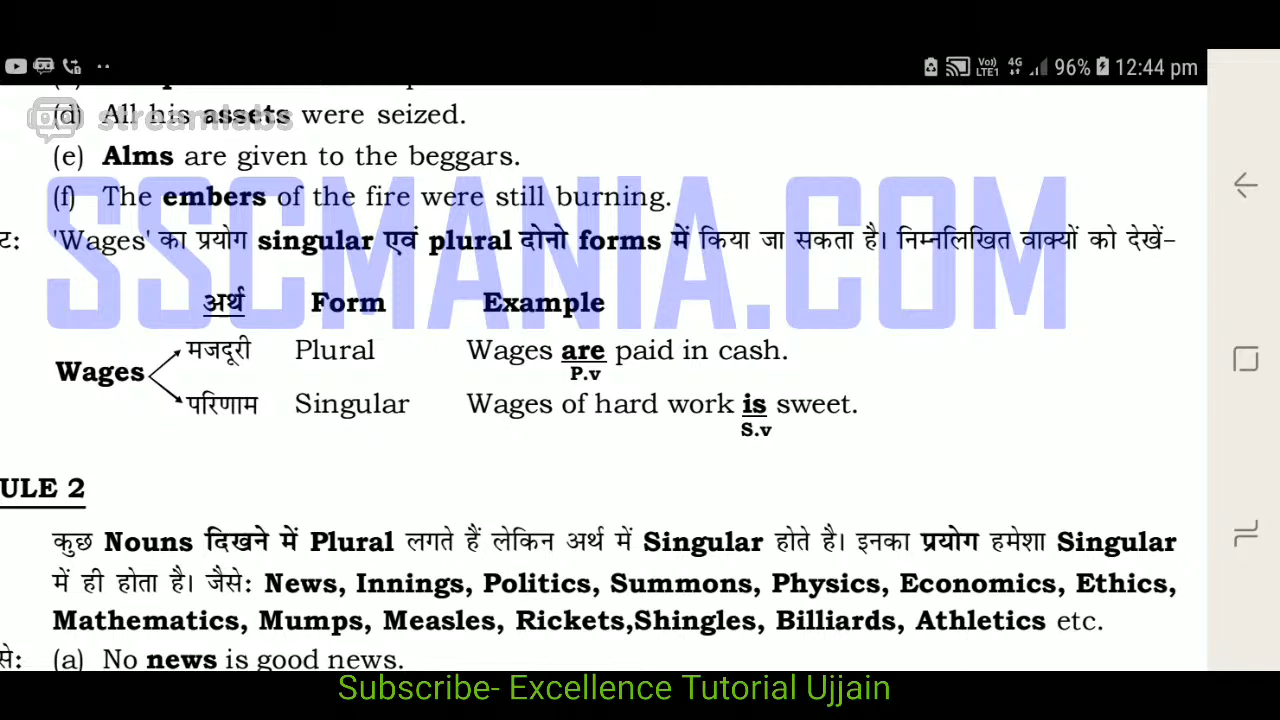 Voll LTE1 4G 96% 12:44 pm
streamlabs
(d) All his assets were seized.
(e) Alms are given to the beggars.
(f) The embers of the fire were still burning.
SSCMANIA.COM
ट: 'Wages' का प्रयोग singular एवं plural दोनो forms में किया जा सकता है। निम्नलिखित वाक्यों को देखें–
अर्थ Form Example
मजदूरी Plural Wages are paid in cash.
P.v
Wages
परिणाम Singular Wages of hard work is sweet.
S.v
ULE 2
कुछ Nouns दिखने में Plural लगते हैं लेकिन अर्थ में Singular होते है। इनका प्रयोग हमेशा Singular
में ही होता है। जैसे: News, Innings, Politics, Summons, Physics, Economics, Ethics,
Mathematics, Mumps, Measles, Rickets,Shingles, Billiards, Athletics etc.
से: (a) No news is good news.
Subscribe- Excellence Tutorial Ujjain